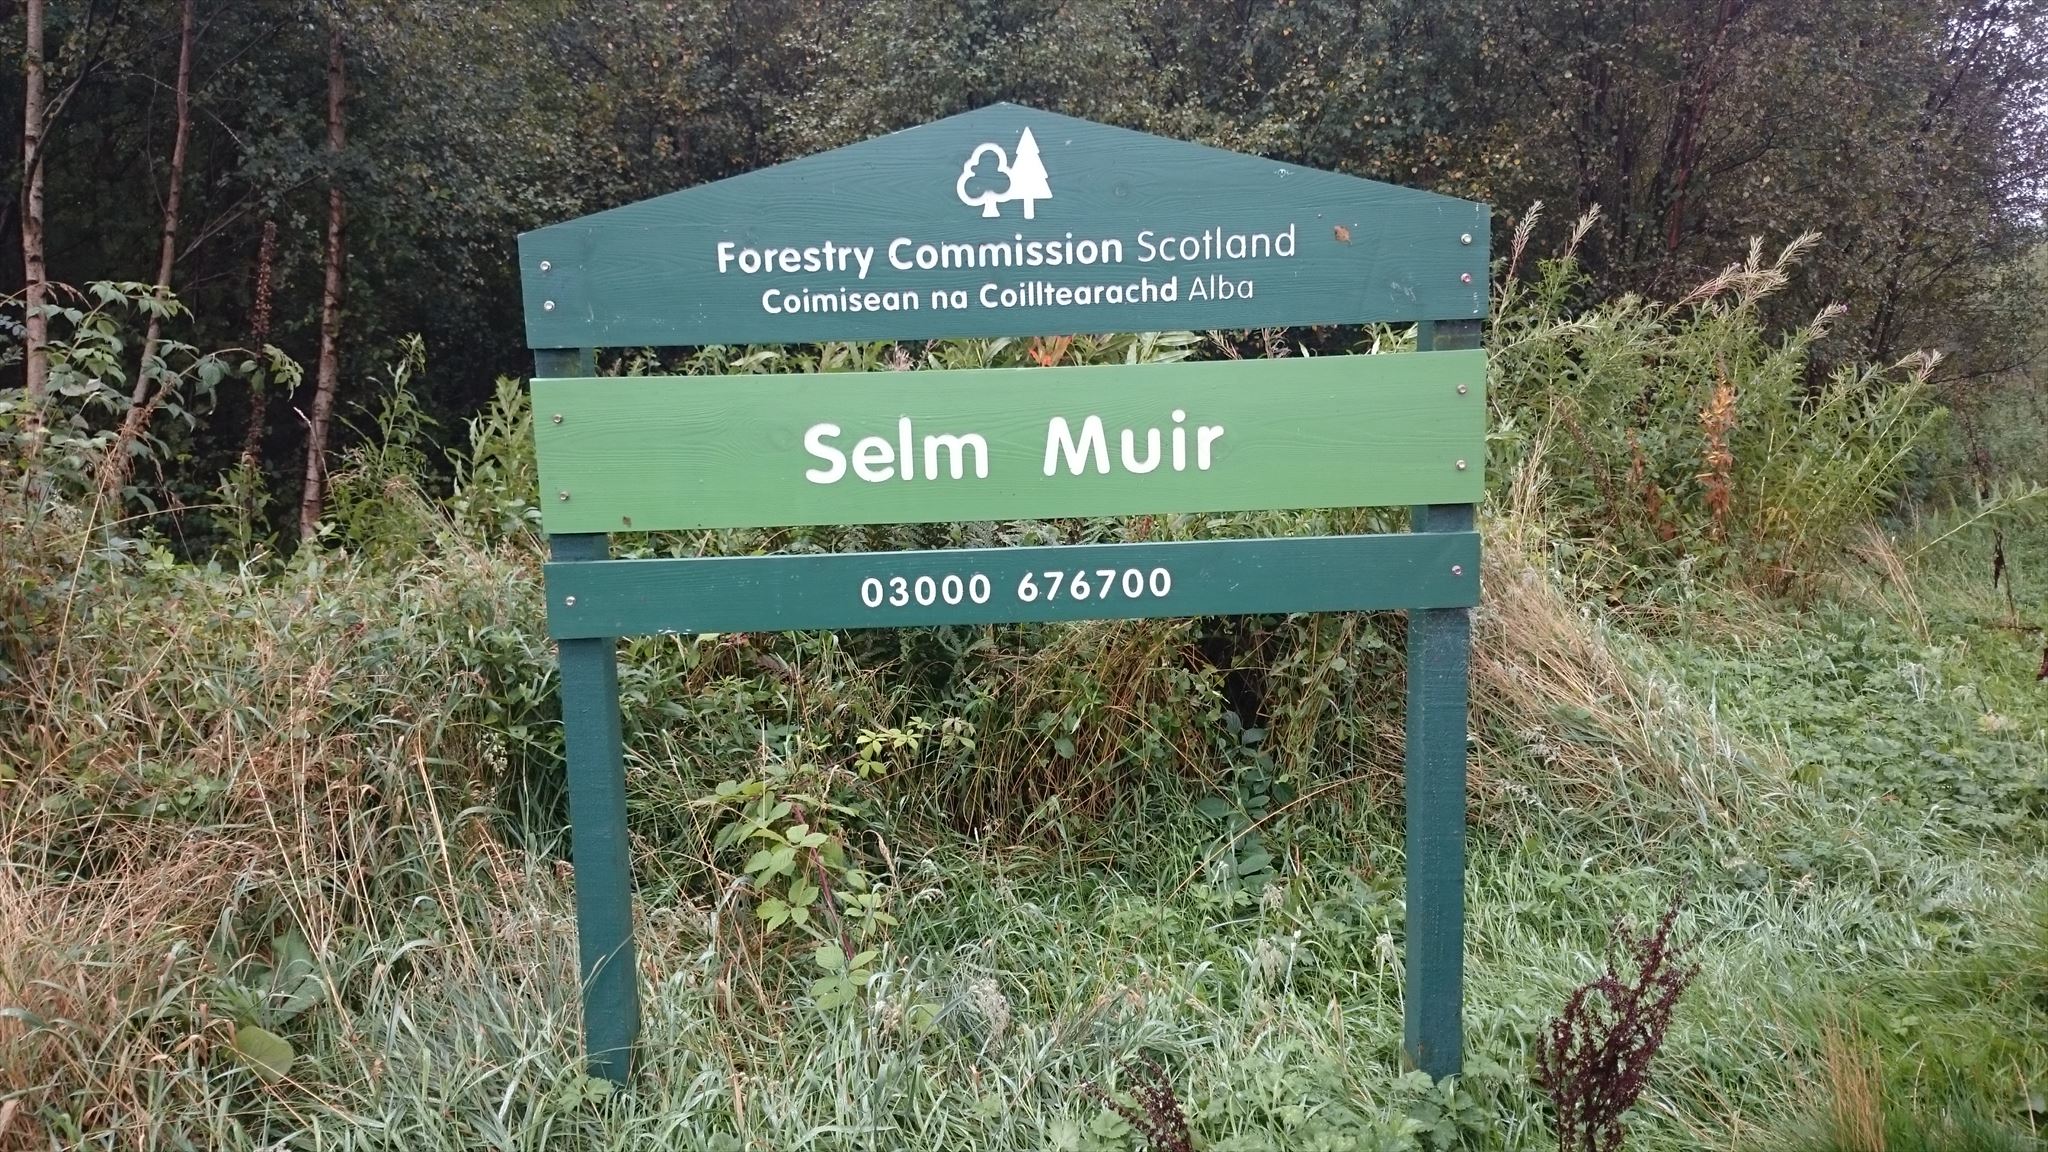 Forestry Commission Scotland
Coimisean na Coilltearachd Alba
Selm Muir
03000 676700